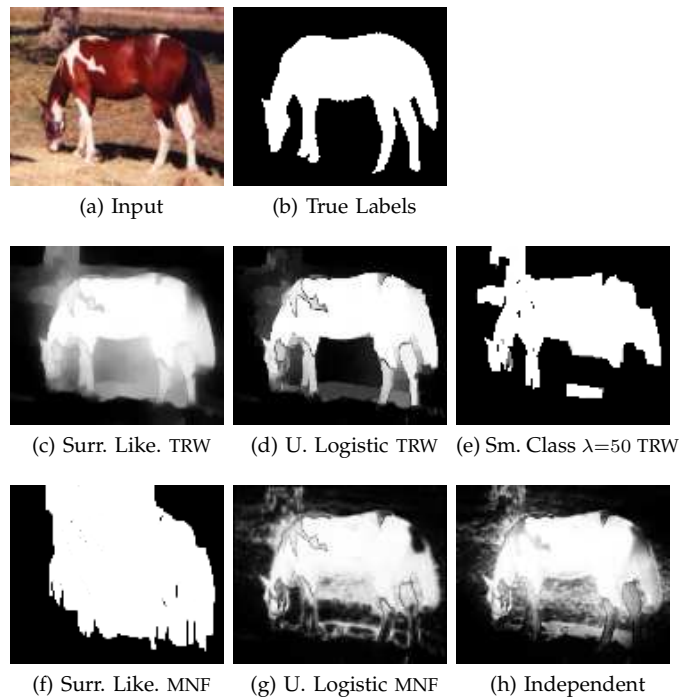 (a) Input
(b) True Labels
(c) Surr. Like. TRW
(d) U. Logistic TRW
(e) Sm. Class λ=50 TRW
(f) Surr. Like. MNF
(g) U. Logistic MNF
(h) Independent